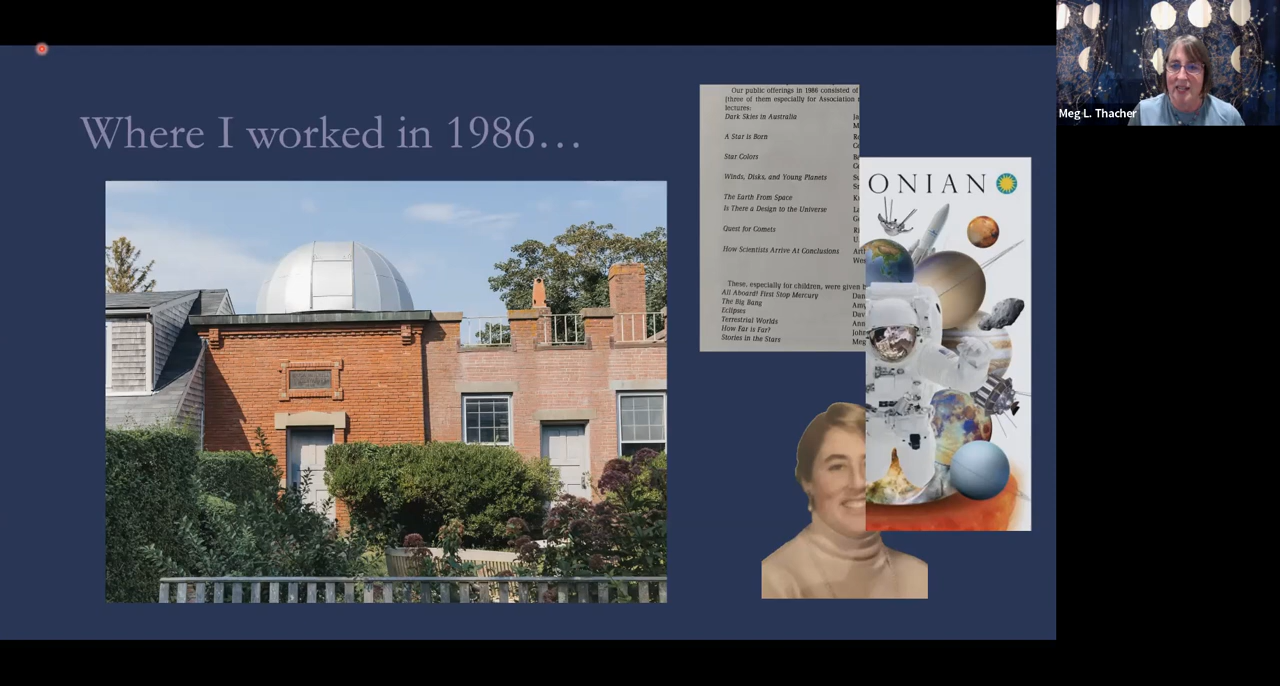 Where I worked in 1986…
Our public offerings in 1986 consisted of
[three of them especially for Association
lectures:
Dark Skies in Australia
A Star is Born
Star Colors
Winds, Disks, and Young Planets
The Earth From Space
Is There a Design to the Universe
Quest for Comets
How Scientists Arrive At Conclusions
These, especially for children, were given
All Aboard! First Stop Mercury
The Big Bang
Eclipses
Terrestrial Worlds
How Far is Far?
Stories in the Stars
Meg
ONIAN
Meg L. Thacher